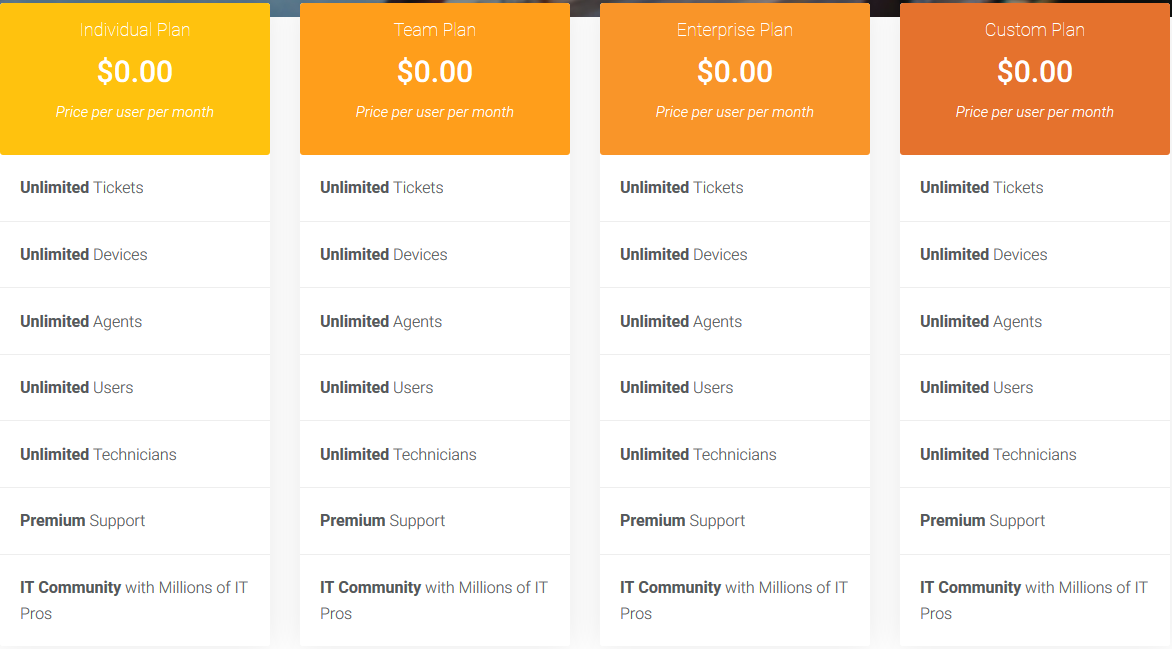 Individual Plan
$0.00
Price per user per month
Unlimited Tickets
Unlimited Devices
Unlimited Agents
Unlimited Users
Unlimited Technicians
Premium Support
IT Community with Millions of IT
Pros
Team Plan
$0.00
Price per user per month
Unlimited Tickets
Unlimited Devices
Unlimited Agents
Unlimited Users
Unlimited Technicians
Premium Support
IT Community with Millions of IT
Pros
Enterprise Plan
$0.00
Price per user per month
Unlimited Tickets
Unlimited Devices
Unlimited Agents
Unlimited Users
Unlimited Technicians
Premium Support
IT Community with Millions of IT
Pros
Custom Plan
$0.00
Price per user per month
Unlimited Tickets
Unlimited Devices
Unlimited Agents
Unlimited Users
Unlimited Technicians
Premium Support
IT Community with Millions of IT
Pros